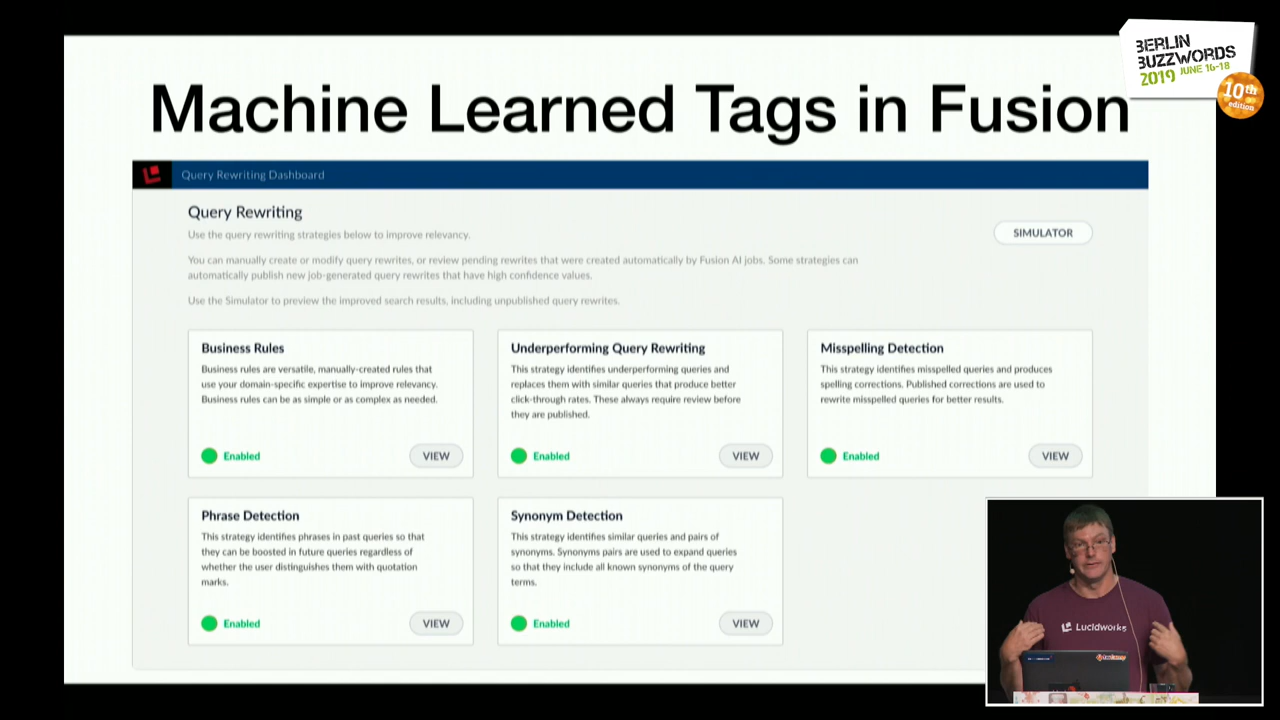 BERLIN
BUZZWORDS
2019 JUNE 16-18
10th
edition
Machine Learned Tags in Fusion
Query Rewriting Dashboard
Query Rewriting
Use the query rewriting strategies below to improve relevancy.
SIMULATOR
You can manually create or modify query rewrites, or review pending rewrites that were created automatically by Fusion AI jobs. Some strategies can
automatically publish new job-generated query rewrites that have high confidence values.
Use the Simulator to preview the improved search results, including unpublished query rewrites.
Business Rules
Business rules are versatile, manually-created rules that
use your domain-specific expertise to improve relevancy.
Business rules can be as simple or as complex as needed.
Enabled
VIEW
Underperforming Query Rewriting
This strategy identifies underperforming queries and
replaces them with similar queries that produce better
click-through rates. These always require review before
they are published.
Enabled
VIEW
Misspelling Detection
This strategy identifies misspelled queries and produces
spelling corrections. Published corrections are used to
rewrite misspelled queries for better results.
Enabled
VIEW
Phrase Detection
This strategy identifies phrases in past queries so that
they can be boosted in future queries regardless of
whether the user distinguishes them with quotation
marks.
Enabled
VIEW
Synonym Detection
This strategy identifies similar queries and pairs of
synonyms. Synonyms pairs are used to expand queries
so that they include all known synonyms of the query
terms.
Enabled
VIEW
Lucidworks